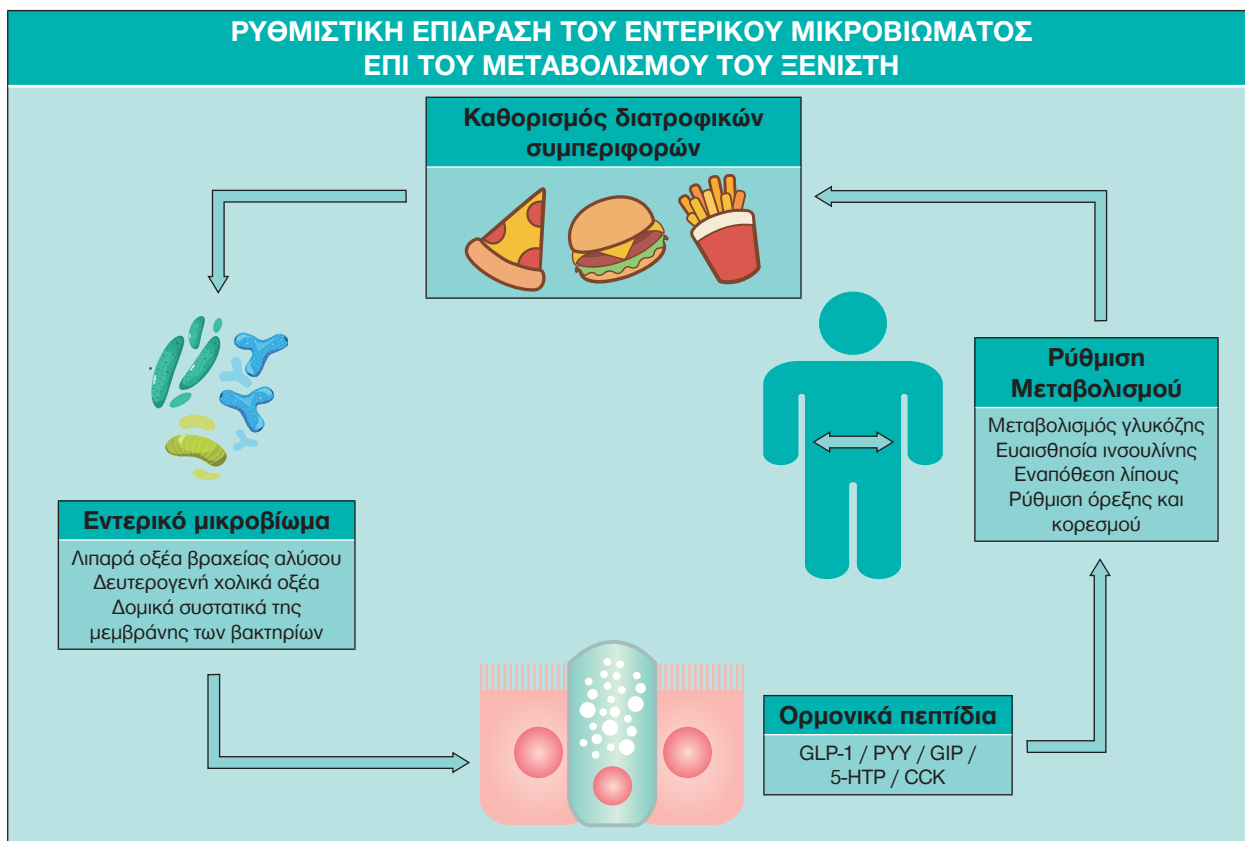 ΡΥΘΜΙΣΤΙΚΗ ΕΠΙΔΡΑΣΗ ΤΟΥ ΕΝΤΕΡΙΚΟΥ ΜΙΚΡΟΒΙΩΜΑΤΟΣ
ΕΠΙ ΤΟΥ ΜΕΤΑΒΟΛΙΣΜΟΥ ΤΟΥ ΞΕΝΙΣΤΗ
Καθορισμός διατροφικών
συμπεριφορών
Ρύθμιση
Μεταβολισμού
Μεταβολισμός γλυκόζης
Ευαισθησία ινσουλίνης
Εναπόθεση λίπους
Ρύθμιση όρεξης και
κορεσμού
Εντερικό μικροβίωμα
Λιπαρά οξέα βραχείας αλύσου
Δευτερογενή χολικά οξέα
Δομικά συστατικά της
μεμβράνης των βακτηρίων
Ορμονικά πεπτίδια
GLP-1 / PYY / GIP /
5-HTP / CCK